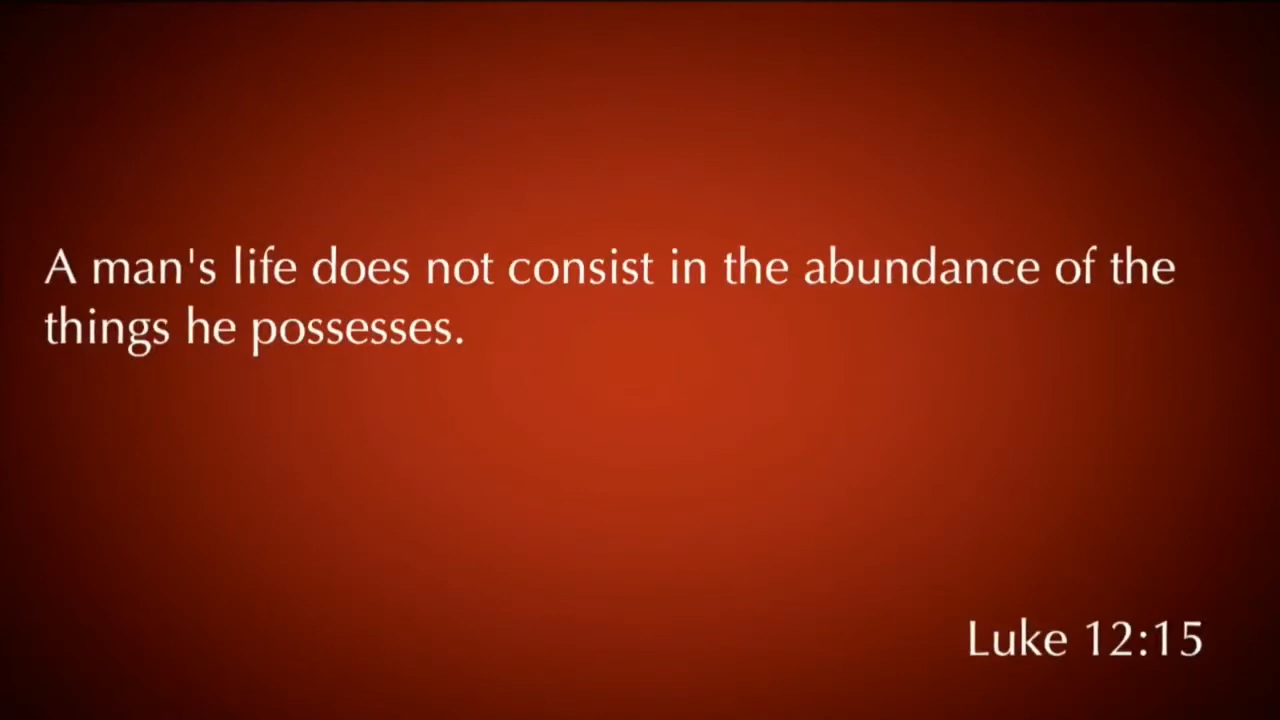 A man's life does not consist in the abundance of the
things he possesses.
Luke 12:15